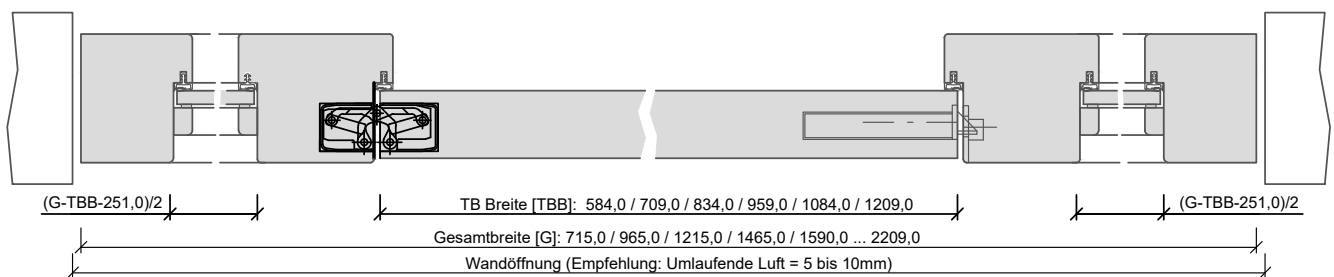 (G-TBB-251,0)/2
TB Breite [TBB]: 584,0 / 709,0 / 834,0 / 959,0 / 1084,0 / 1209,0
(G-TBB-251,0)/2
Gesamtbreite [G]: 715,0 / 965,0 / 1215,0 / 1465,0 / 1590,0 ... 2209,0
Wandöffnung (Empfehlung: Umlaufende Luft = 5 bis 10mm)